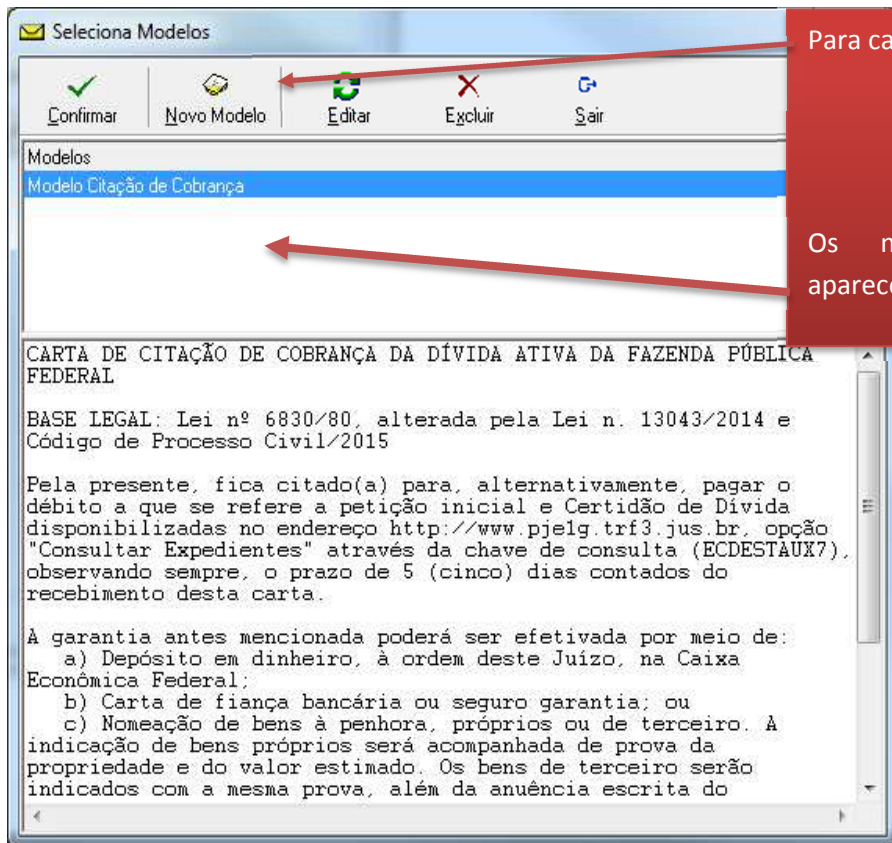 Seleciona Modelos
Para ca
Confirmar Novo Modelo Editar Excluir Sair
Modelos
Modelo Citação de Cobrança
Os
aparec
CARTA DE CITAÇÃO DE COBRANÇA DA DÍVIDA ATIVA DA FAZENDA PÚBLICA
FEDERAL
BASE LEGAL: Lei nº 6830/80, alterada pela Lei n. 13043/2014 e
Código de Processo Civil/2015
Pela presente, fica citado(a) para, alternativamente, pagar o
débito a que se refere a petição inicial e Certidão de Dívida
disponibilizadas no endereço http://www.pje1g.trf3.jus.br, opção
"Consultar Expedientes" através da chave de consulta (ECDESTAUX7),
observando sempre, o prazo de 5 (cinco) dias contados do
recebimento desta carta.
A garantia antes mencionada poderá ser efetivada por meio de:
a) Depósito em dinheiro, à ordem deste Juízo, na Caixa
Econômica Federal;
b) Carta de fiança bancária ou seguro garantia; ou
c) Nomeação de bens à penhora, próprios ou de terceiro. A
indicação de bens próprios será acompanhada de prova da
propriedade e do valor estimado. Os bens de terceiro serão
indicados com a mesma prova, além da anuência escrita do